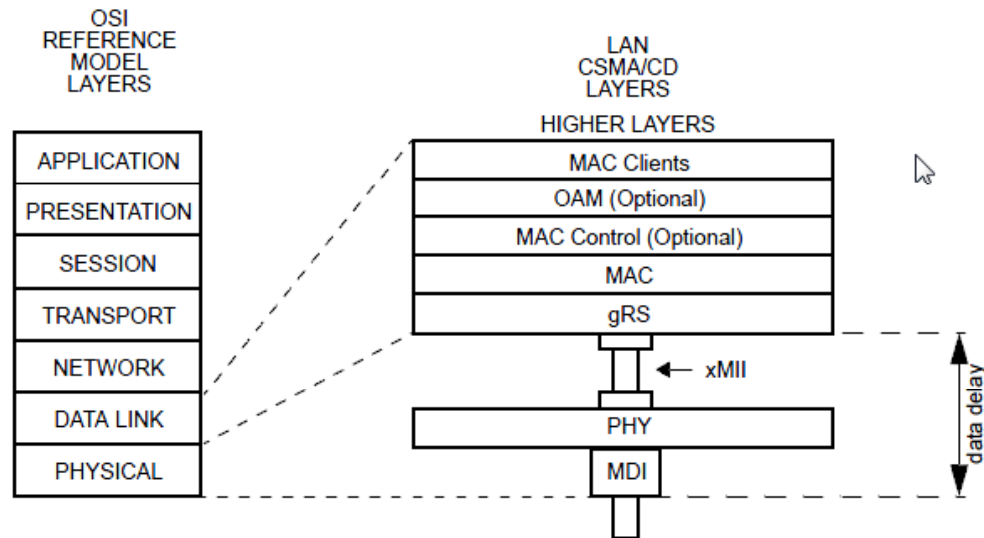 OSI
REFERENCE
MODEL
LAYERS
APPLICATION
PRESENTATION
SESSION
TRANSPORT
NETWORK
DATA LINK
PHYSICAL
LAN
CSMA/CD
LAYERS
HIGHER LAYERS
MAC Clients
OAM (Optional)
MAC Control (Optional)
MAC
gRS
xMII
PHY
MDI
data delay